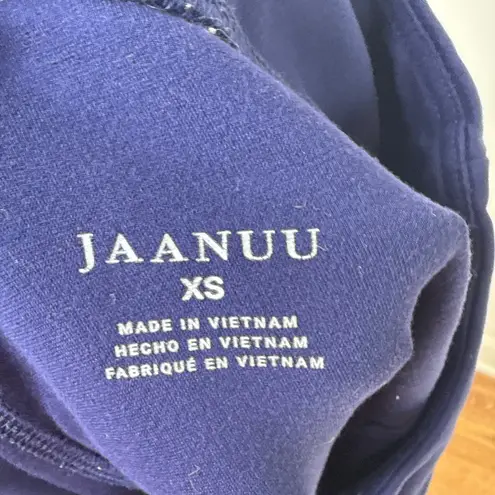 JAANUU
XS
MADE IN VIETNAM
HECHO EN VIETNAM
FABRIQUÉ EN VIETNAM